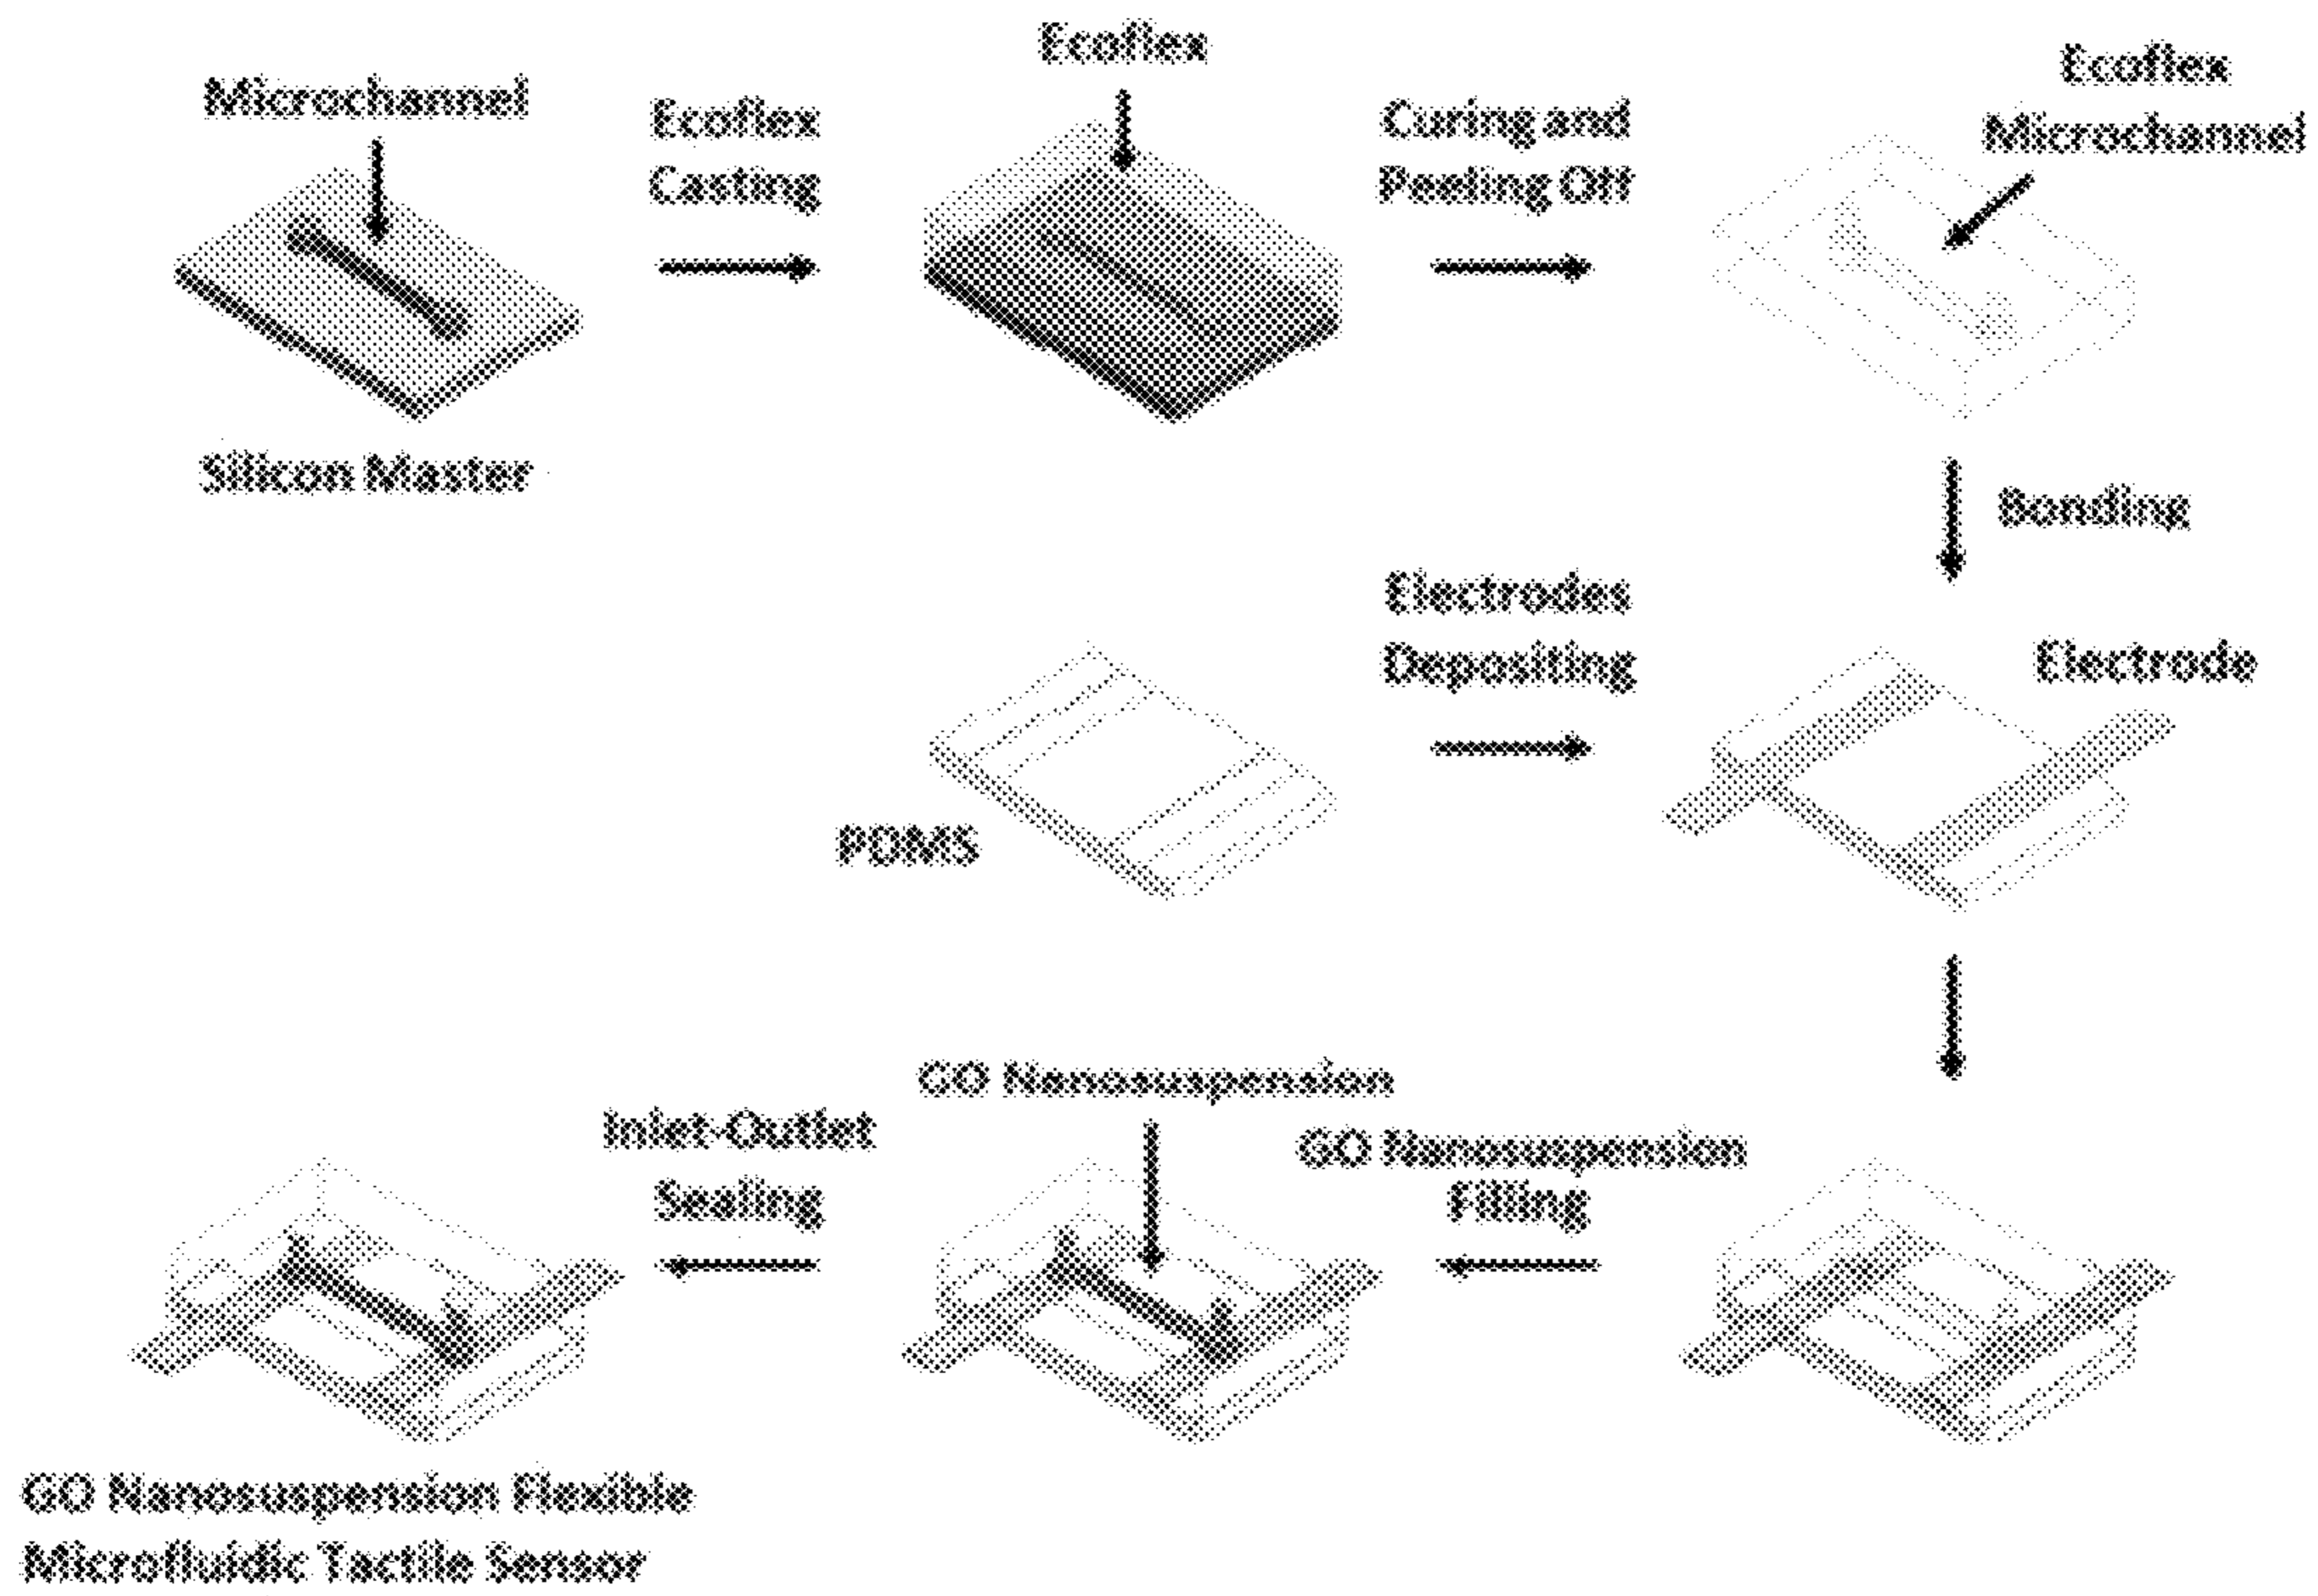 Microchannel
Silicon Master
Ecoflex
Casting
Ecoflex
Curing and
Peeling Off
Ecoflex
Microchannel
Bonding
PDMS
Electrodes
Depositing
Electrode
GO Nanosuspension
Filling
GO Nanosuspension
Inlet-Outlet
Sealing
GO Nanosuspension Flexible
Microfluidic Tactile Sensor